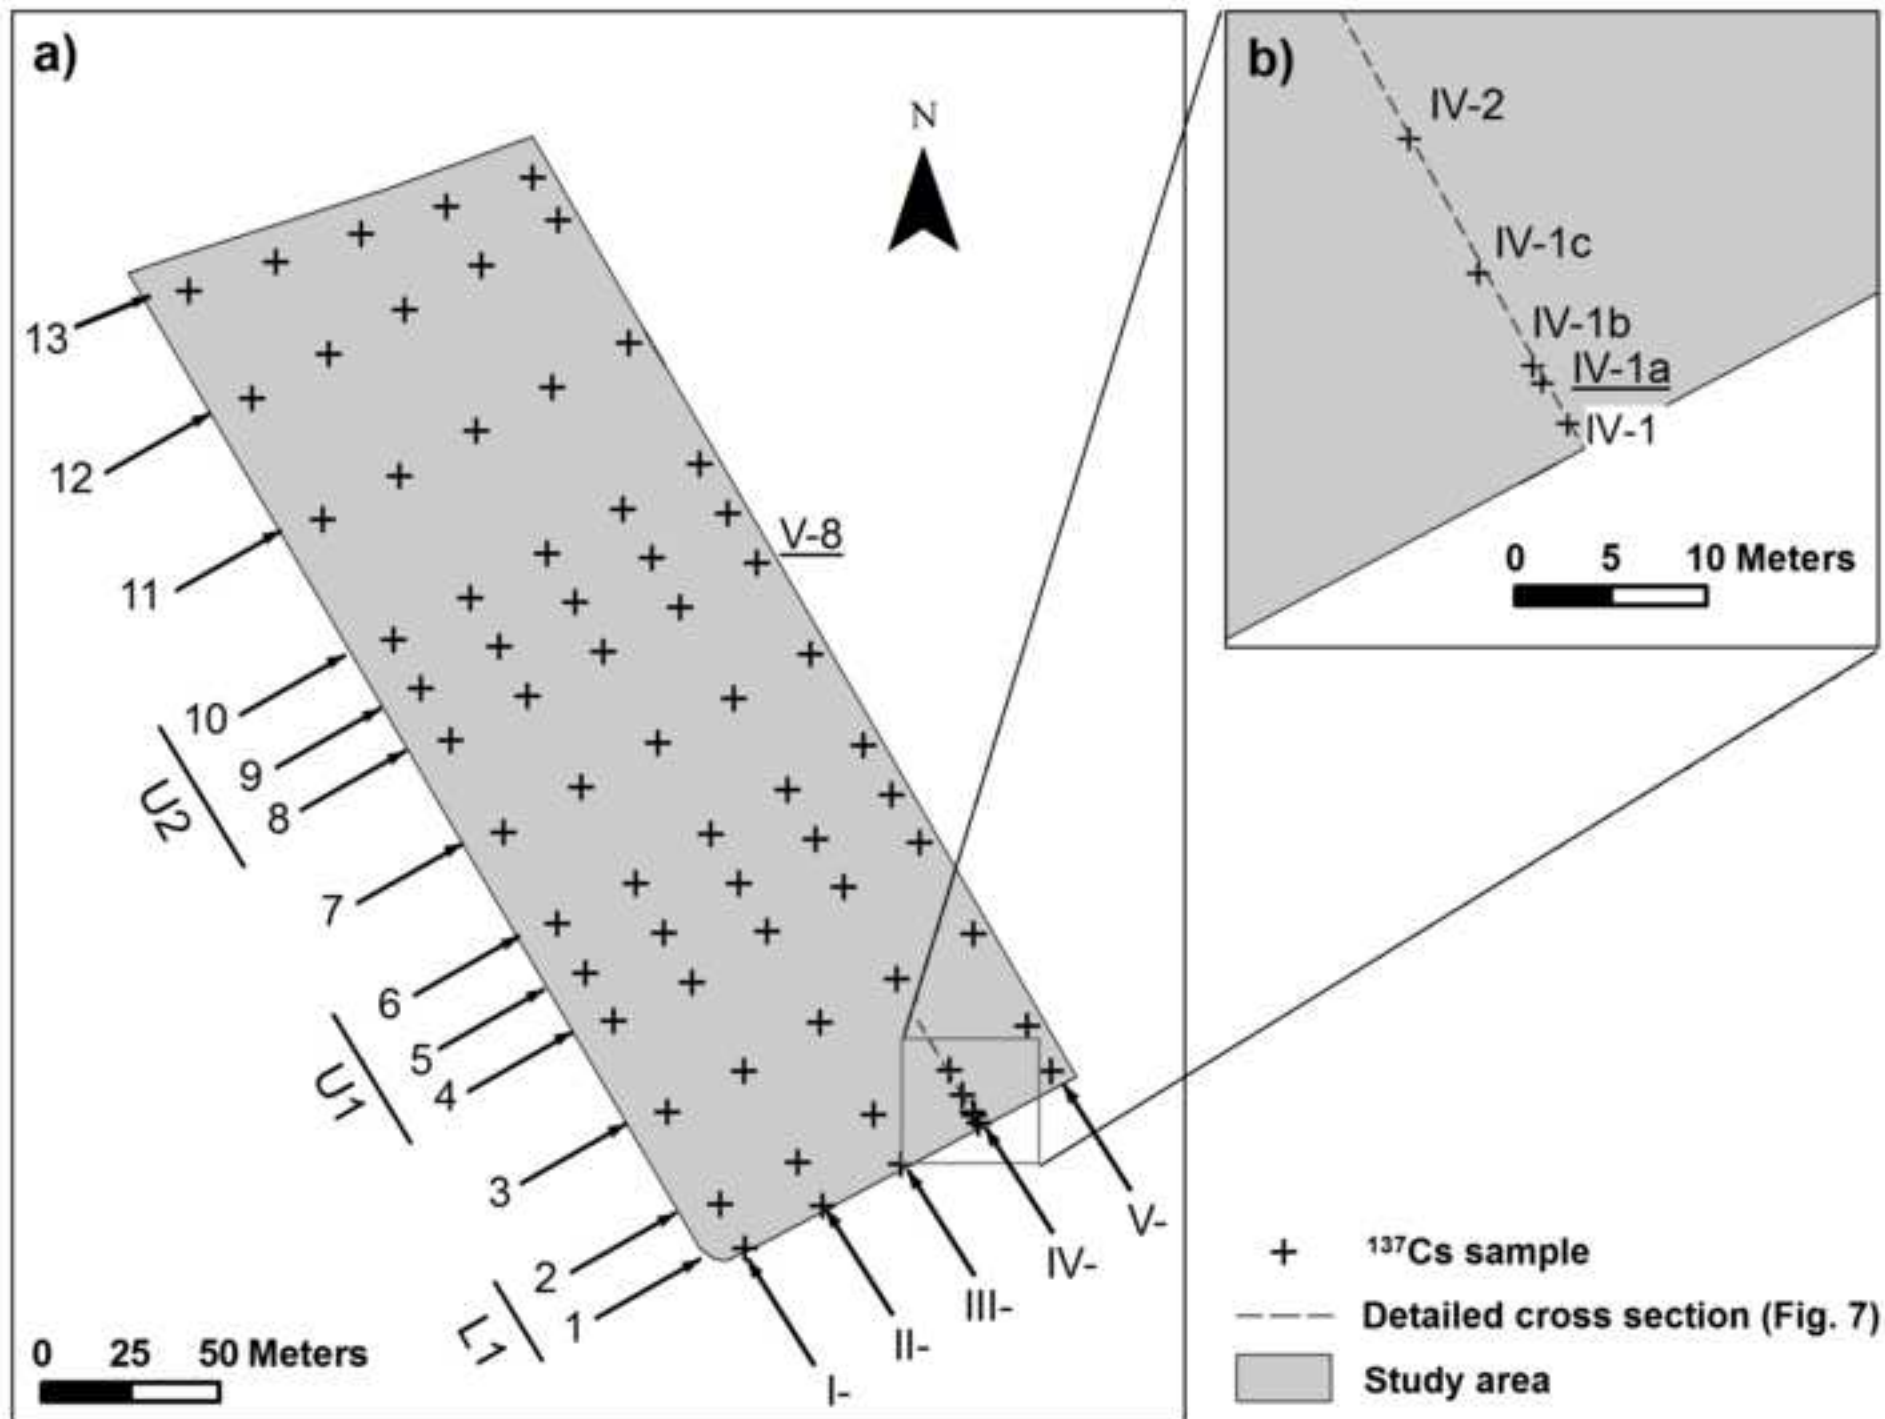 a)
N
13
12
11
10
9
8
U2
7
6
5
4
U1
3
2
1
L1
V-8
V-
IV-
III-
II-
I-
0 25 50 Meters
b)
IV-2
IV-1c
IV-1b
IV-1a
IV-1
0 5 10 Meters
¹³⁷Cs sample
Detailed cross section (Fig. 7)
Study area